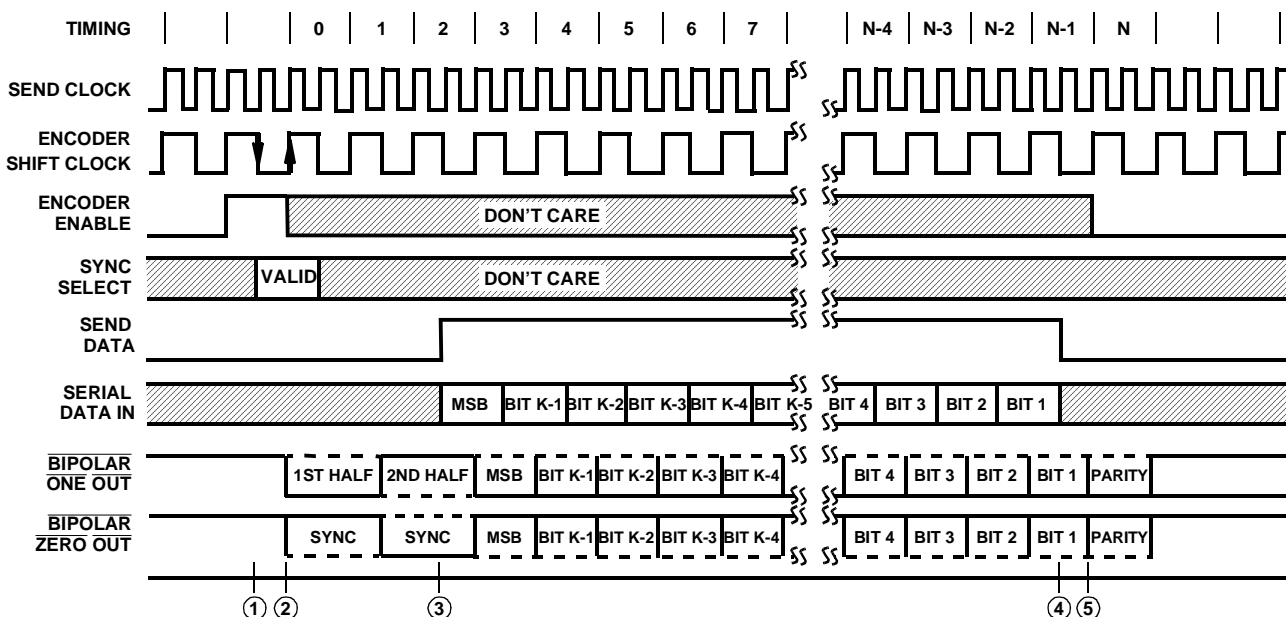 TIMING 0 1 2 3 4 5 6 7 N-4 N-3 N-2 N-1 N
SEND CLOCK
ENCODER
SHIFT CLOCK
ENCODER
ENABLE
DON'T CARE
SYNC
SELECT
VALID
DON'T CARE
SEND
DATA
SERIAL
DATA IN
MSB BIT K-1 BIT K-2 BIT K-3 BIT K-4 BIT K-5 BIT 4 BIT 3 BIT 2 BIT 1
BIPOLAR
ONE OUT
1ST HALF 2ND HALF MSB BIT K-1 BIT K-2 BIT K-3 BIT K-4 BIT 4 BIT 3 BIT 2 BIT 1 PARITY
BIPOLAR
ZERO OUT
SYNC SYNC MSB BIT K-1 BIT K-2 BIT K-3 BIT K-4 BIT 4 BIT 3 BIT 2 BIT 1 PARITY
1 2 3 4 5